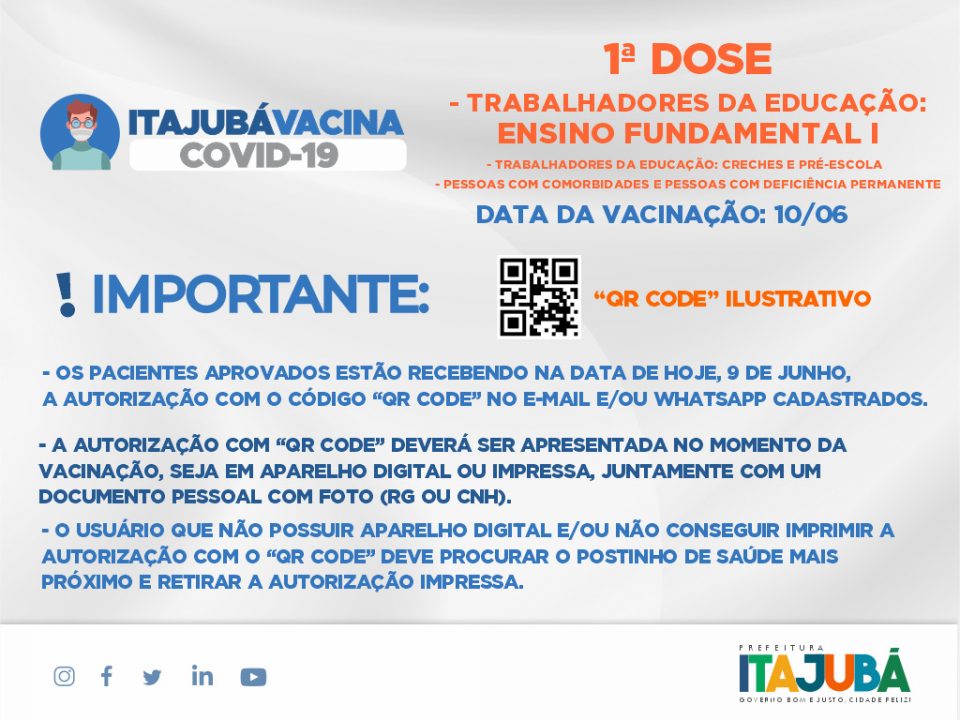 1ª DOSE
- TRABALHADORES DA EDUCAÇÃO:
ENSINO FUNDAMENTAL I
- TRABALHADORES DA EDUCAÇÃO: CRECHES E PRÉ-ESCOLA
- PESSOAS COM COMORBIDADES E PESSOAS COM DEFICIÊNCIA PERMANENTE
DATA DA VACINAÇÃO: 10/06
ITAJUBÁVACINA
COVID-19
! IMPORTANTE:
“QR CODE” ILUSTRATIVO
- OS PACIENTES APROVADOS ESTÃO RECEBENDO NA DATA DE HOJE, 9 DE JUNHO,
A AUTORIZAÇÃO COM O CÓDIGO “QR CODE” NO E-MAIL E/OU WHATSAPP CADASTRADOS.
- A AUTORIZAÇÃO COM “QR CODE” DEVERÁ SER APRESENTADA NO MOMENTO DA
VACINAÇÃO, SEJA EM APARELHO DIGITAL OU IMPRESSA, JUNTAMENTE COM UM
DOCUMENTO PESSOAL COM FOTO (RG OU CNH).
- O USUÁRIO QUE NÃO POSSUIR APARELHO DIGITAL E/OU NÃO CONSEGUIR IMPRIMIR A
AUTORIZAÇÃO COM O “QR CODE” DEVE PROCURAR O POSTINHO DE SAÚDE MAIS
PRÓXIMO E RETIRAR A AUTORIZAÇÃO IMPRESSA.
PREFEITURA
ITAJUBÁ
GOVERNO BOM E JUSTO. CIDADE FELIZ!